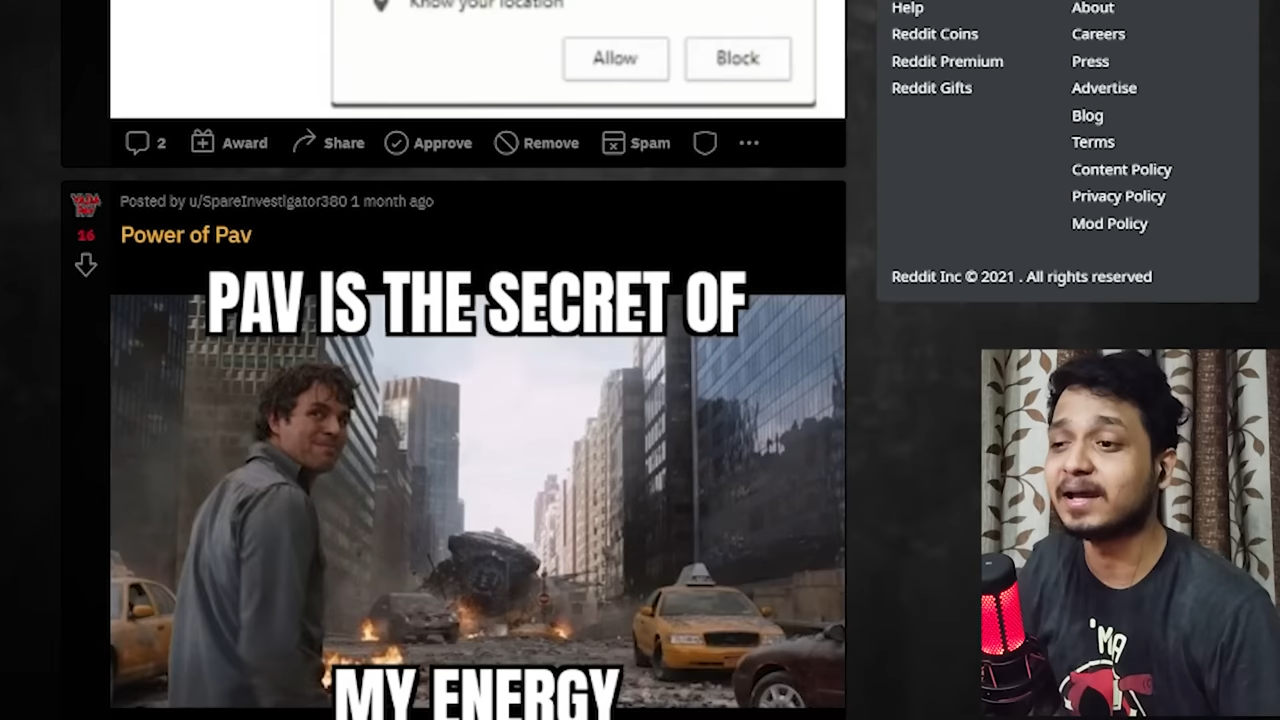 Know your location
Allow
Block
2
Award
Share
Approve
Remove
Spam
Posted by u/SpareInvestigator380 1 month ago
16
Power of Pav
PAV IS THE SECRET OF
MY ENERGY
Help
Reddit Coins
Reddit Premium
Reddit Gifts
About
Careers
Press
Advertise
Blog
Terms
Content Policy
Privacy Policy
Mod Policy
Reddit Inc © 2021 . All rights reserved
'MA